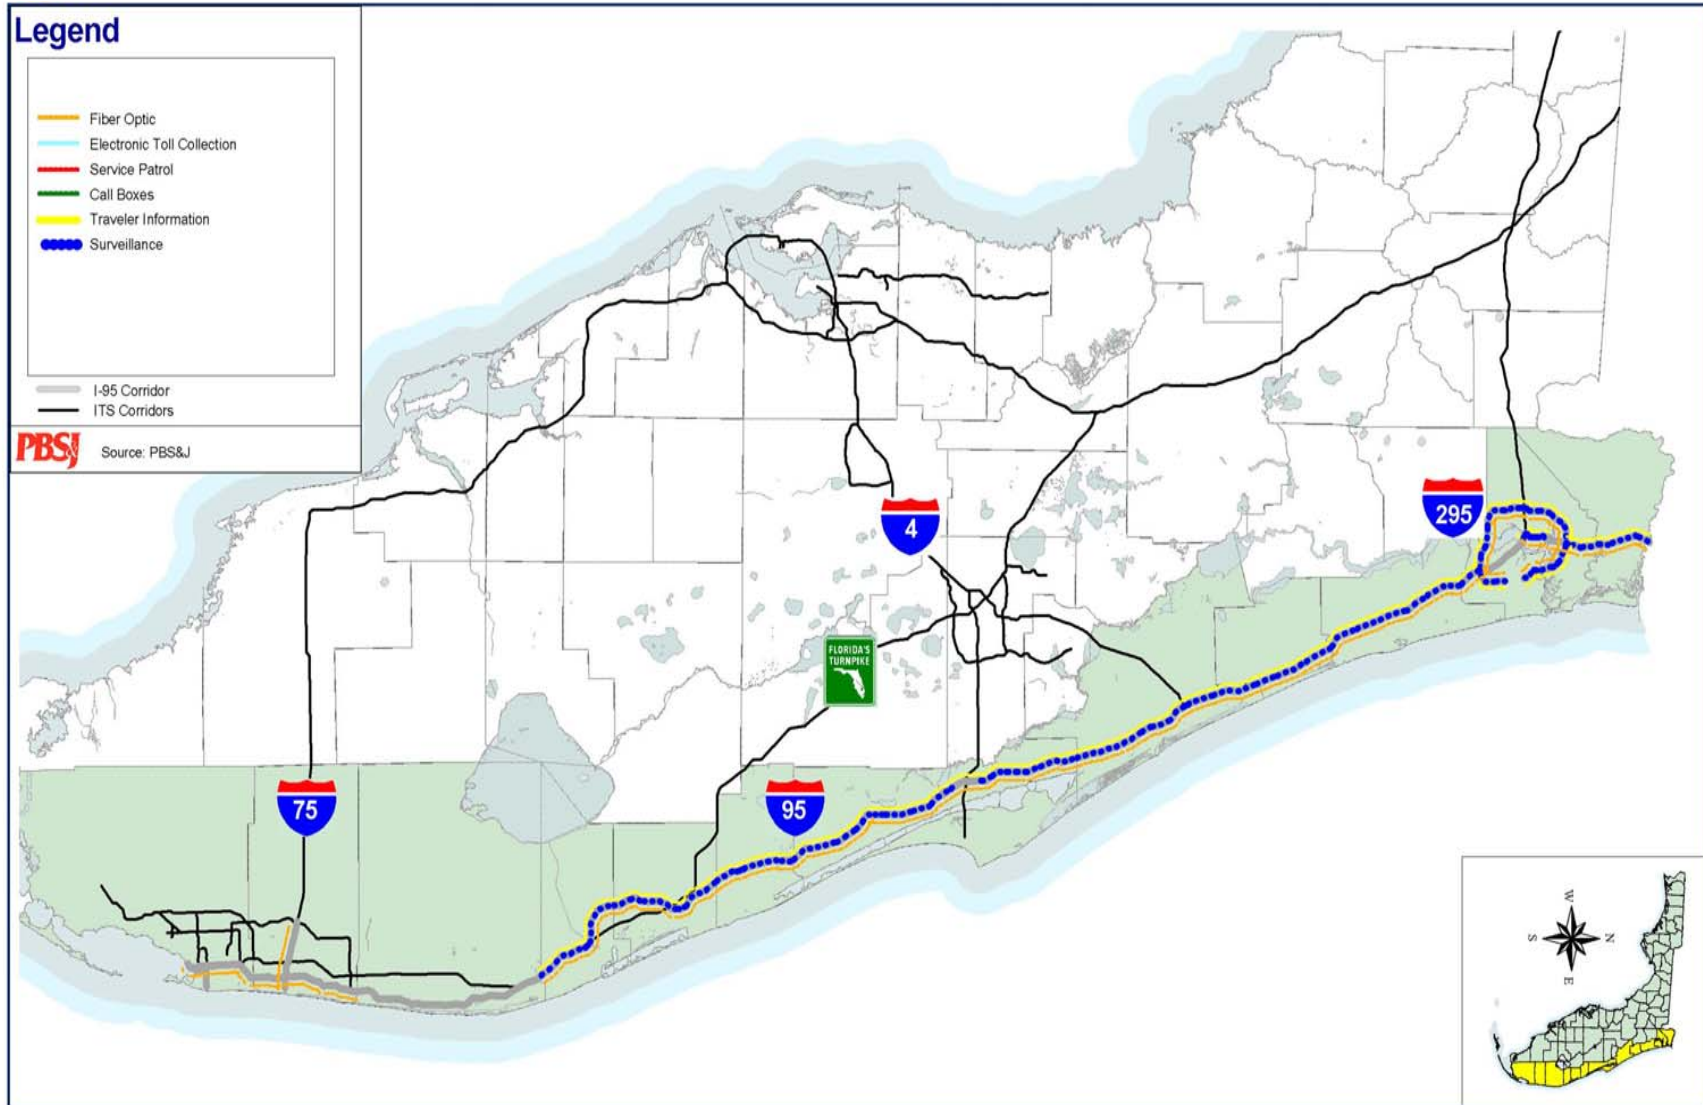 Legend
Fiber Optic
Electronic Toll Collection
Service Patrol
Call Boxes
Traveler Information
Surveillance
I-95 Corridor
ITS Corridors
PBSJ Source: PBS&J
4
295
FLORIDA'S
TURNPIKE
75
95
W
S N
E